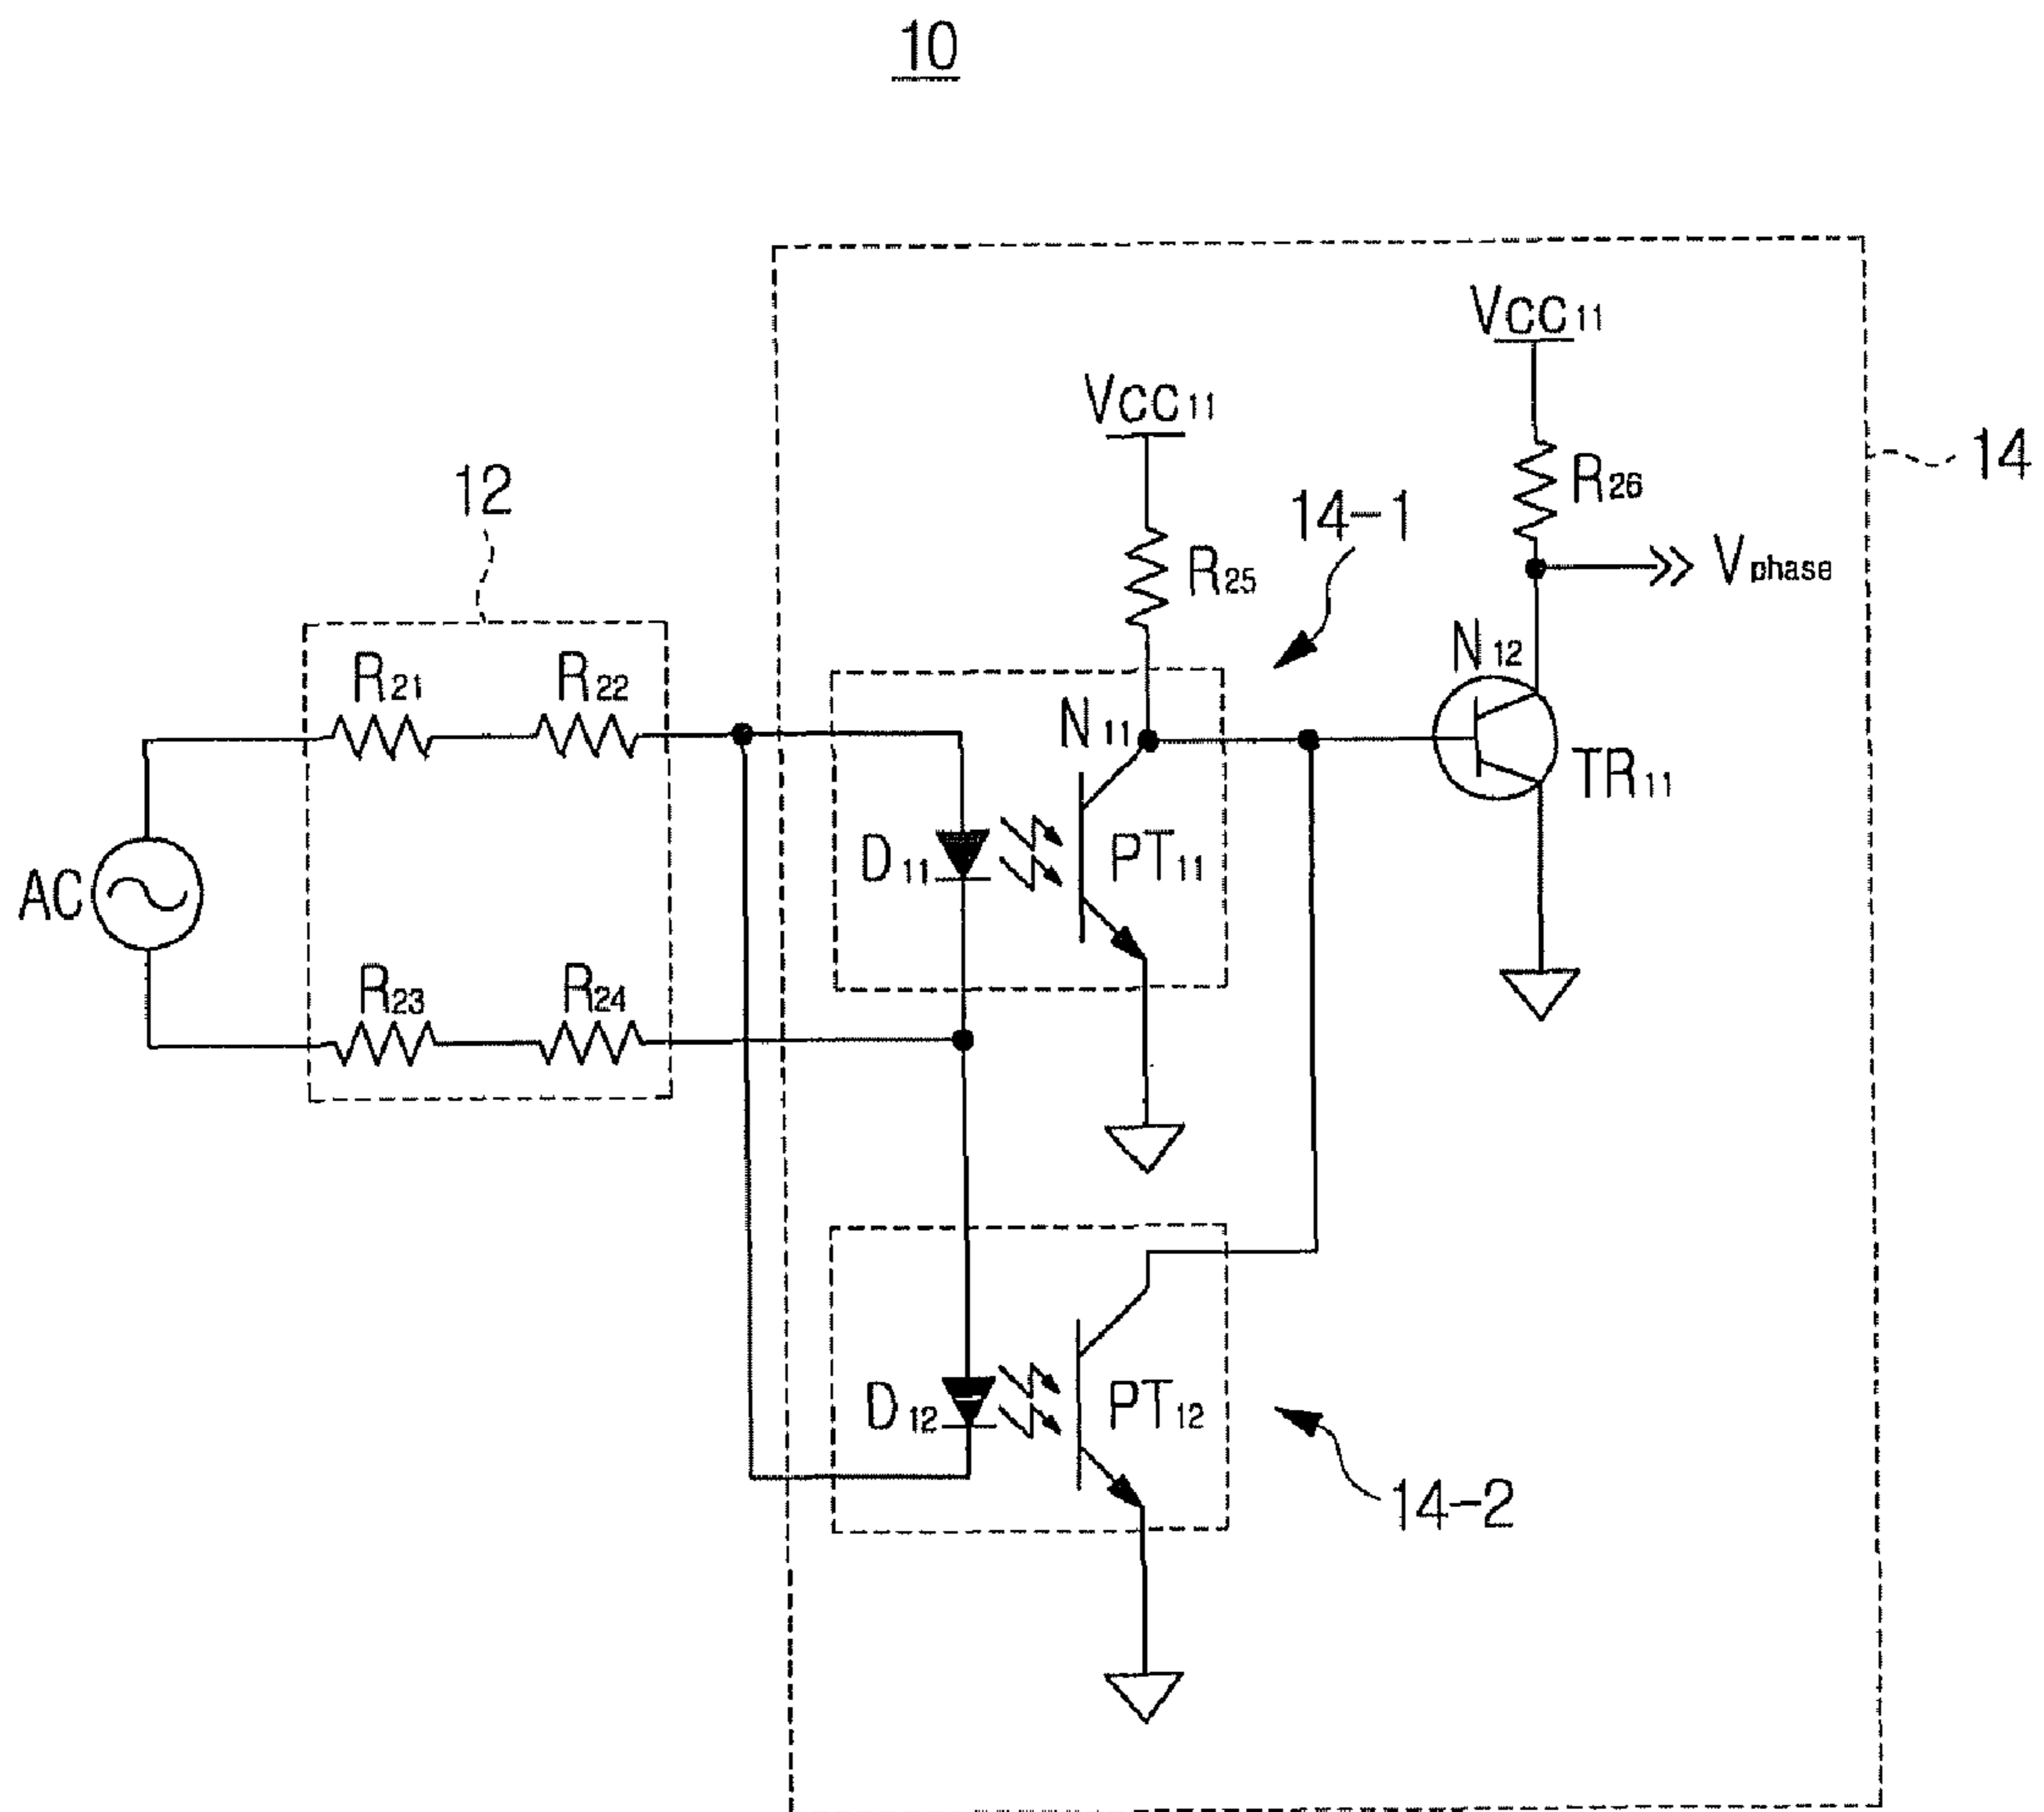 10
VCC11
VCC11
14
12
R26
14-1
R25
Vphase
R21
R22
N12
N11
TR11
D11
PT11
AC
R23
R24
D12
PT12
14-2